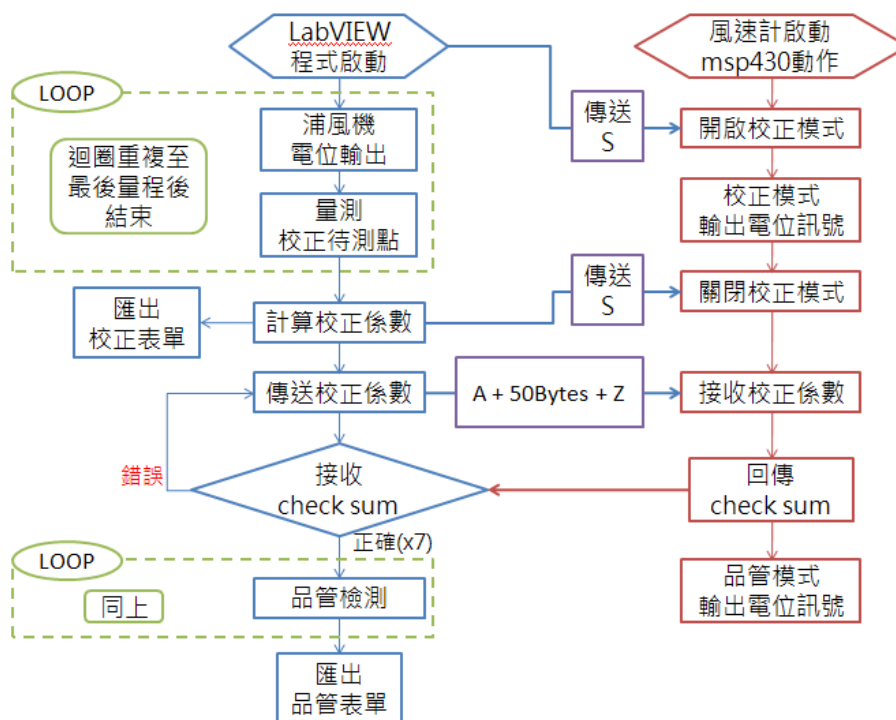 LabVIEW
程式啟動
風速計啟動
msp430動作
LOOP
迴圈重複至
最後量程後
結束
浦風機
電位輸出
傳送
S
開啟校正模式
量測
校正待測點
校正模式
輸出電位訊號
匯出
校正表單
計算校正係數
傳送
S
關閉校正模式
傳送校正係數
A + 50Bytes + Z
接收校正係數
錯誤
接收
check sum
回傳
check sum
正確(x7)
LOOP
同上
品管檢測
品管模式
輸出電位訊號
匯出
品管表單